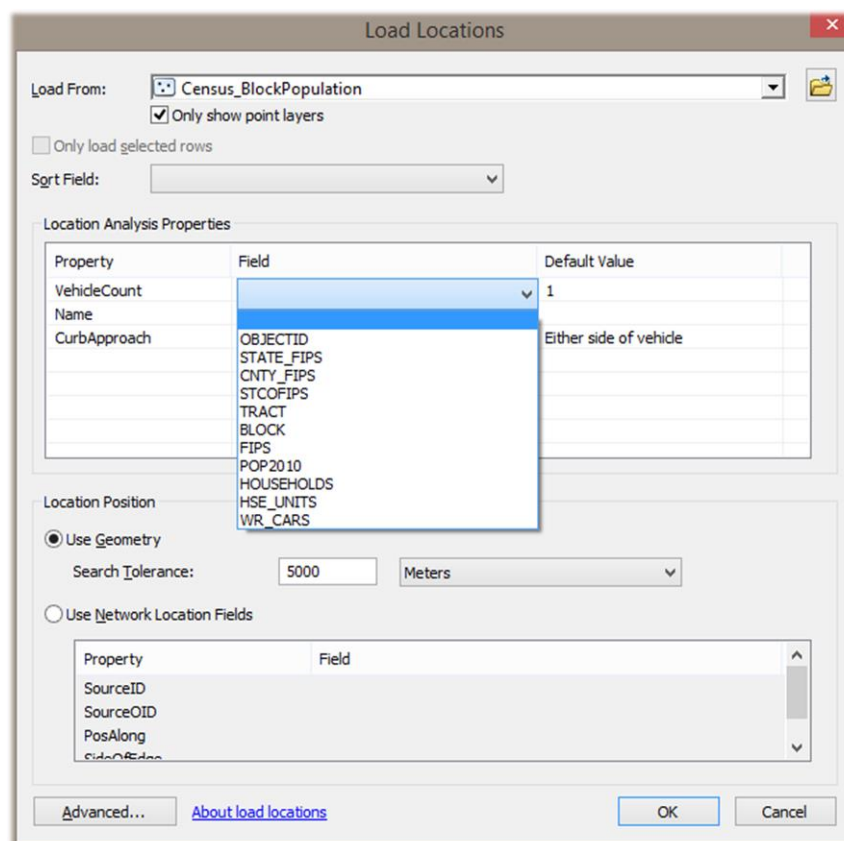 Load Locations
Load From: Census_BlockPopulation
Only show point layers
Only load selected rows
Sort Field:
Location Analysis Properties
Property Field Default Value
VehicleCount 1
Name
CurbApproach Either side of vehicle
OBJECTID
STATE_FIPS
CNTY_FIPS
STCOFIPS
TRACT
BLOCK
FIPS
POP2010
HOUSEHOLDS
HSE_UNITS
WR_CARS
Location Position
Use Geometry
Search Tolerance: 5000 Meters
Use Network Location Fields
Property Field
SourceID
SourceOID
PosAlong
SideOfEdge
Advanced... About load locations OK Cancel